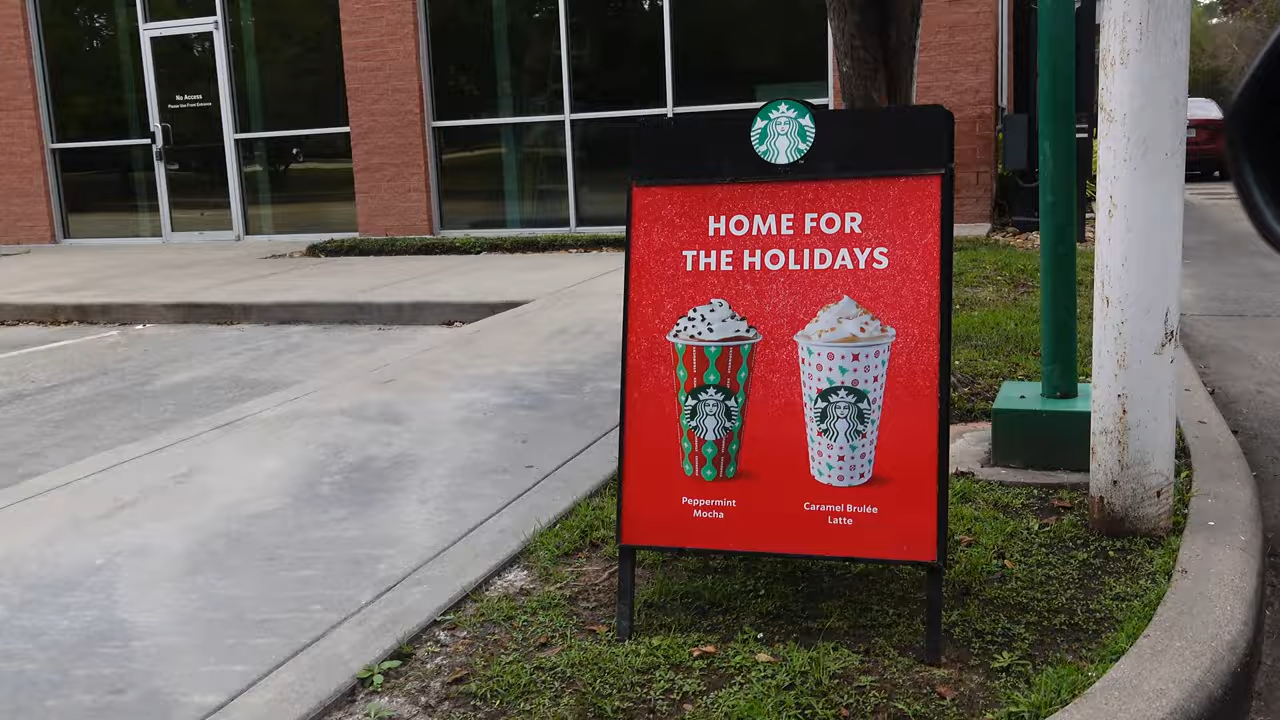 No Access
Please Use Front Entrance
HOME FOR
THE HOLIDAYS
Peppermint
Mocha
Caramel Brulée
Latte